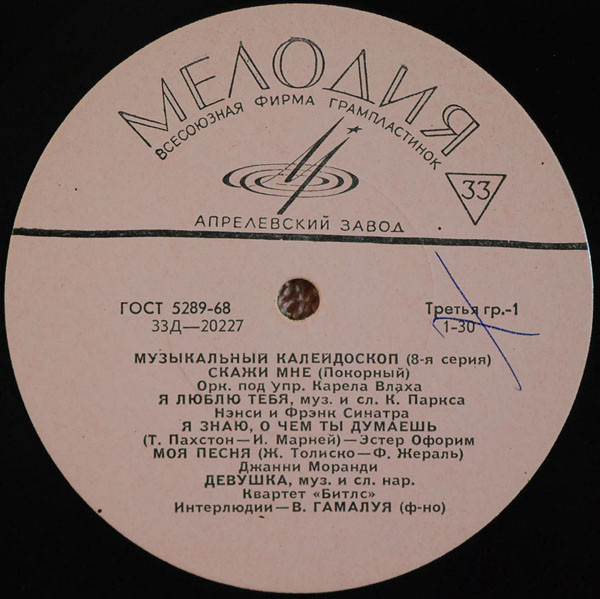 МЕЛОДИЯ
ВСЕСОЮЗНАЯ ФИРМА ГРАМПЛАСТИНОК
33
АПРЕЛЕВСКИЙ ЗАВОД
ГОСТ 5289-68
Третья гр.-1
33Д—20227
1-30
МУЗЫКАЛЬНЫЙ КАЛЕЙДОСКОП (8-я серия)
СКАЖИ МНЕ (Покорный)
Орк. под упр. Карела Влаха
Я ЛЮБЛЮ ТЕБЯ, муз. и сл. К. Паркса
Нэнси и Фрэнк Синатра
Я ЗНАЮ, О ЧЕМ ТЫ ДУМАЕШЬ
(Т. Пахстон—И. Марней)—Эстер Офорим
МОЯ ПЕСНЯ (Ж. Толиско—Ф. Жераль)
Джанни Моранди
ДЕВУШКА, муз. и сл. нар.
Квартет «Битлс»
Интерлюдии—В. ГАМАЛУЯ (ф-но)